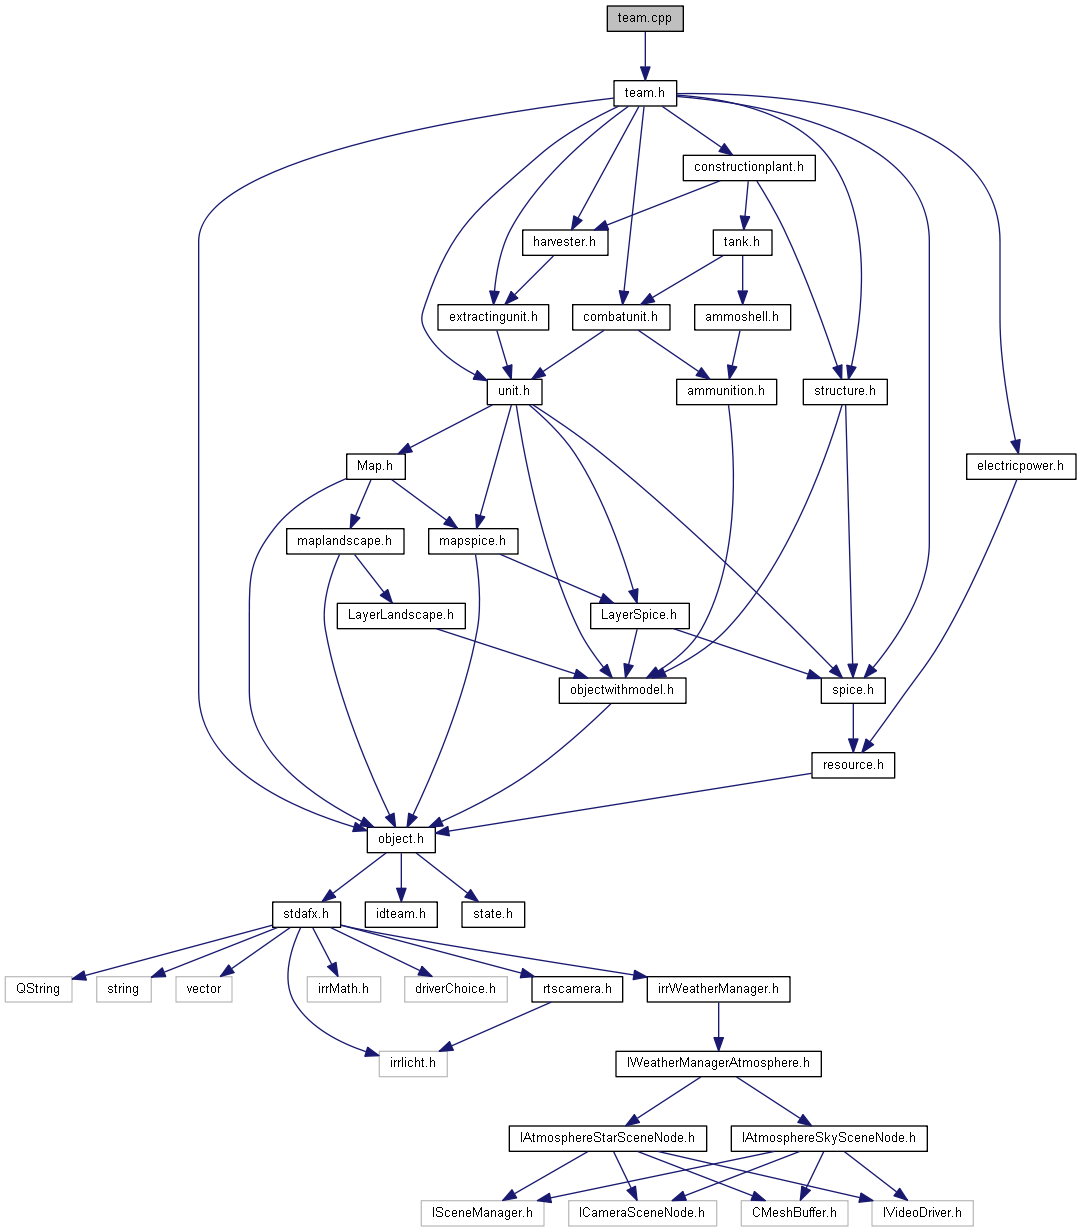 team.cpp
team.h
constructionplant.h
harvester.h
tank.h
extractingunit.h
combatunit.h
ammoshell.h
unit.h
ammunition.h
structure.h
Map.h
electricpower.h
maplandscape.h
mapspice.h
LayerLandscape.h
LayerSpice.h
objectwithmodel.h
spice.h
resource.h
object.h
stdafx.h
idteam.h
state.h
QString
string
vector
irrMath.h
driverChoice.h
rtscamera.h
irrWeatherManager.h
irrlicht.h
IWeatherManagerAtmosphere.h
IAtmosphereStarSceneNode.h
IAtmosphereSkySceneNode.h
ISceneManager.h
ICameraSceneNode.h
CMeshBuffer.h
IVideoDriver.h